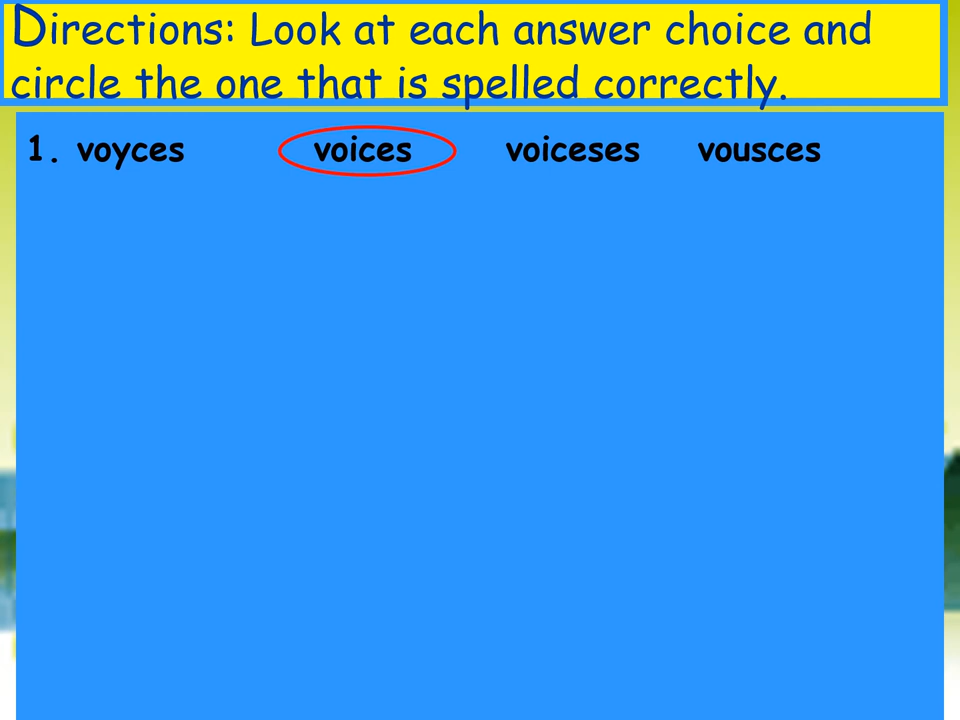 Directions: Look at each answer choice and
circle the one that is spelled correctly.
1. voyces voices voiceses vousces